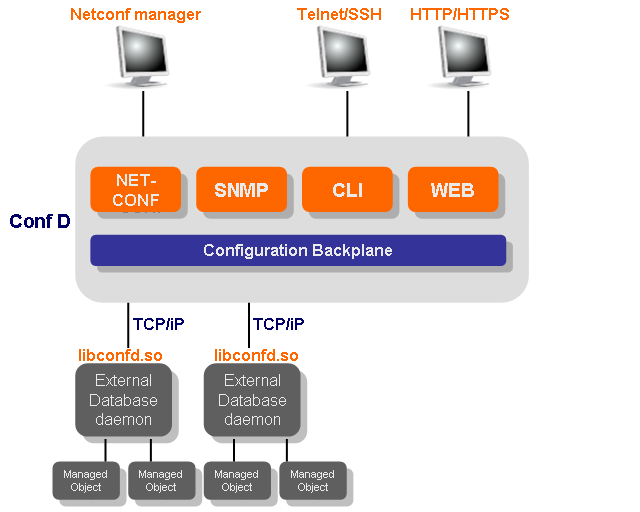 Netconf manager
Telnet/SSH
HTTP/HTTPS
NET-
CONF
SNMP
CLI
WEB
Conf D
Configuration Backplane
TCP/iP
TCP/iP
libconfd.so
libconfd.so
External
Database
daemon
External
Database
daemon
Managed
Object
Managed
Object
Managed
Object
Managed
Object